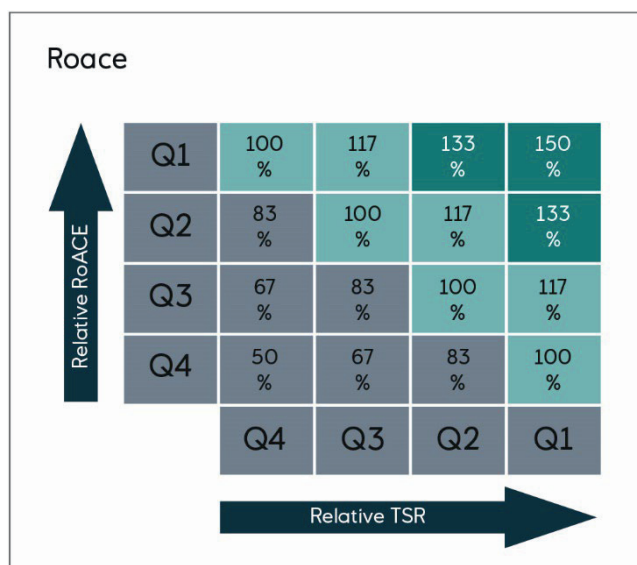 Roace
Relative RoACE
Q1
100
%
117
%
133
%
150
%
Q2
83
%
100
%
117
%
133
%
Q3
67
%
83
%
100
%
117
%
Q4
50
%
67
%
83
%
100
%
Q4
Q3
Q2
Q1
Relative TSR